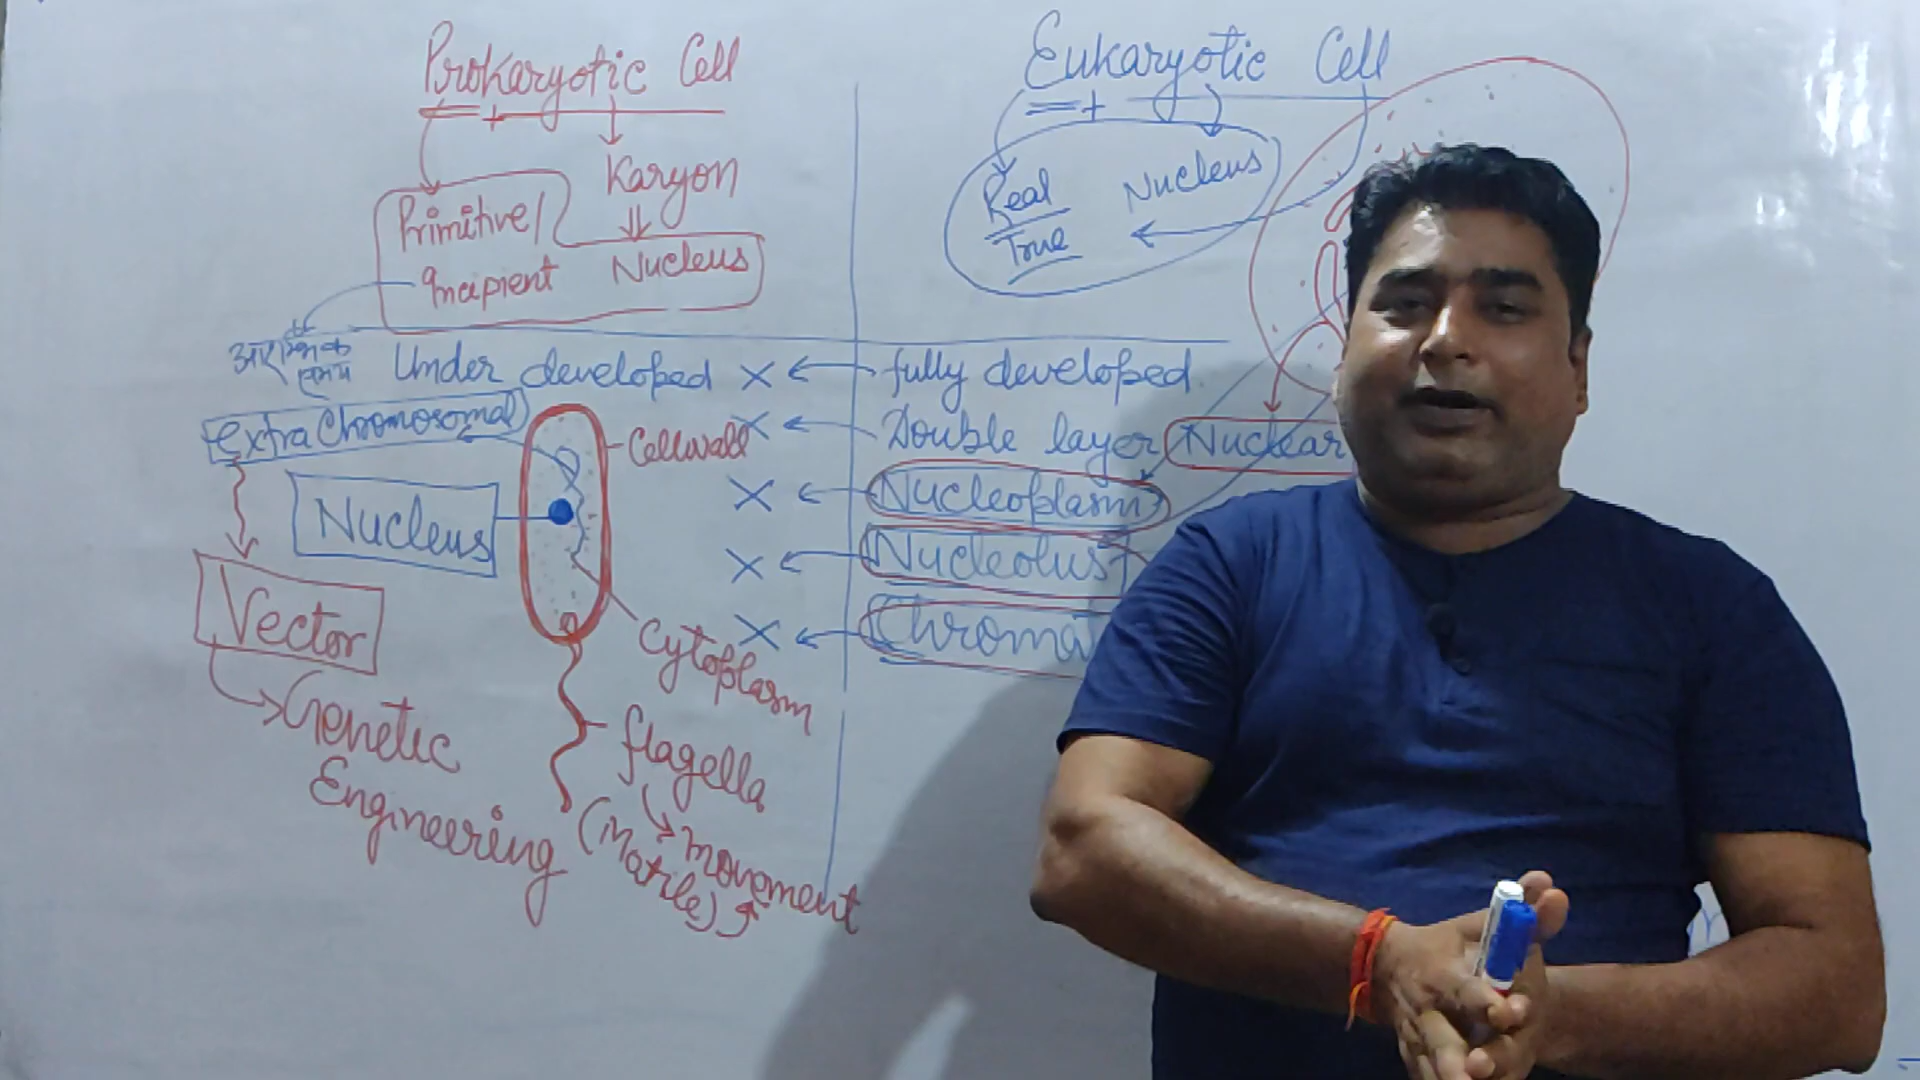 Prokaryotic Cell
Karyon
Primitive/
Incipient
Nucleus
Under developed
extra Chromosomal
Cellwall
Nucleus
Vector
Cytoplasm
flagella
Genetic
Engineering
movement
Eukaryotic Cell
Real
True
Nucleus
X ← fully developed
X ← Double layer Nuclear
X ← Nucleoplasm
X ← Nucleolus
X ← Chromat